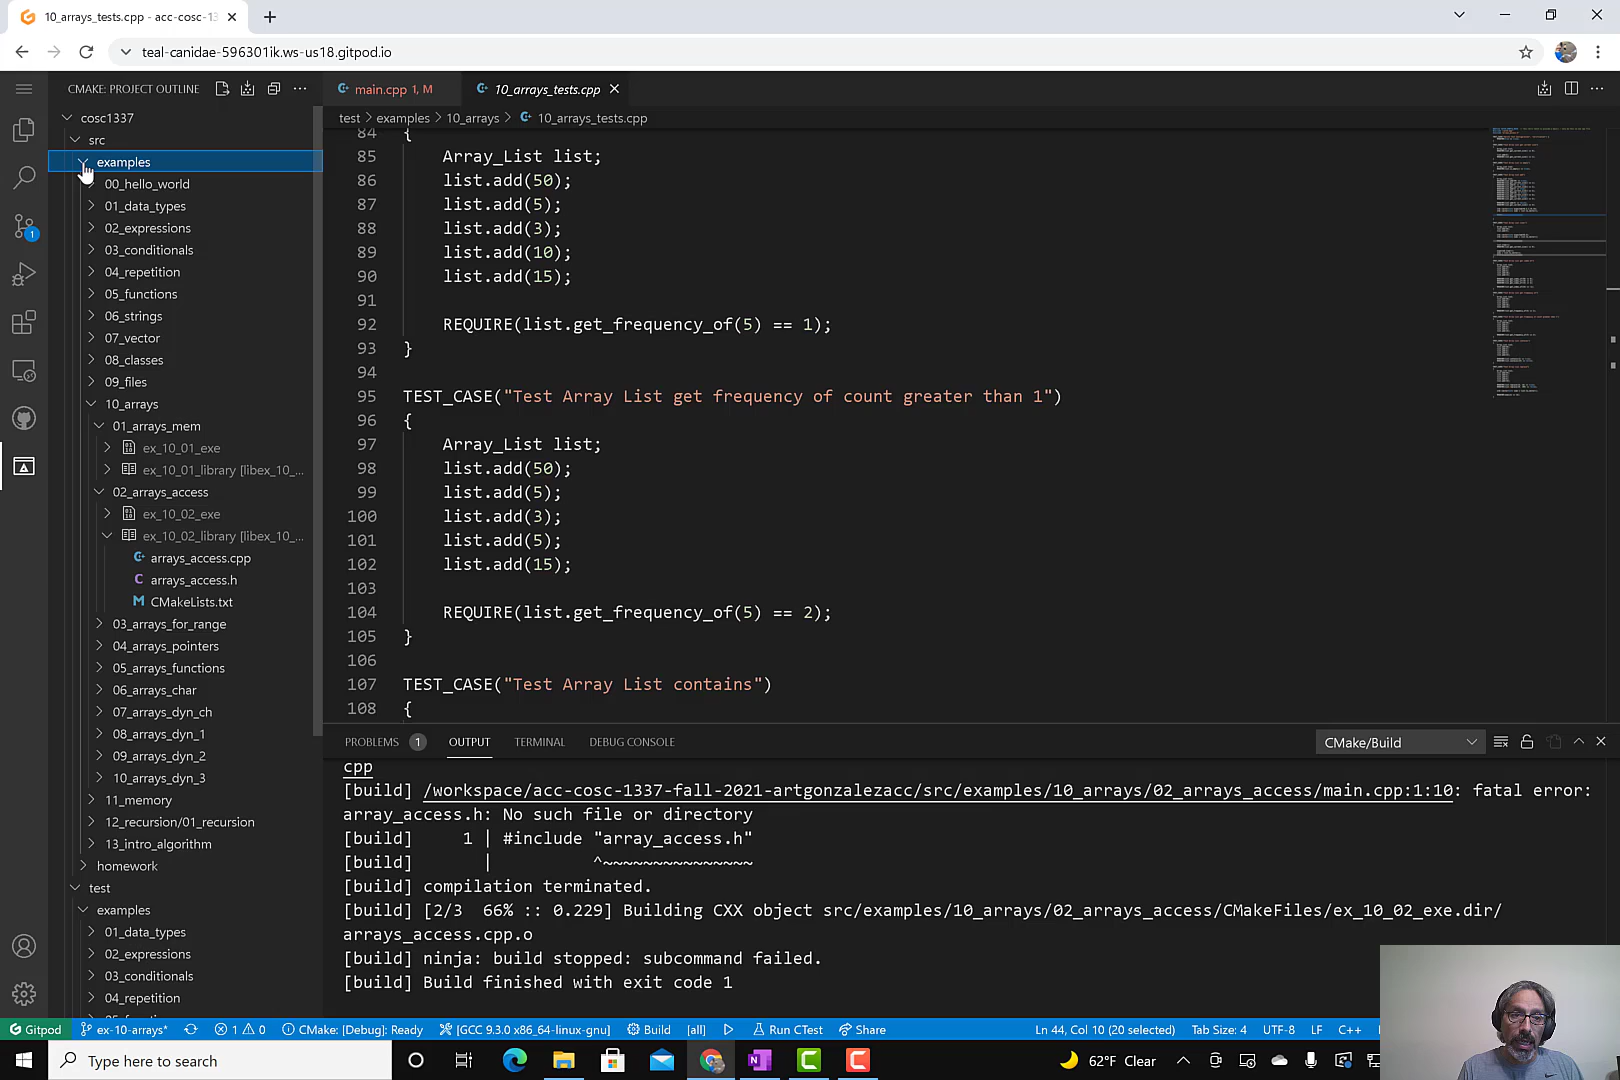 10_arrays_tests.cpp - acc-cosc-13
teal-canidae-596301ik.ws-us18.gitpod.io
CMAKE: PROJECT OUTLINE
main.cpp 1, M
10_arrays_tests.cpp
test > examples > 10_arrays > 10_arrays_tests.cpp
cosc1337
src
examples
00_hello_world
01_data_types
02_expressions
03_conditionals
04_repetition
05_functions
06_strings
07_vector
08_classes
09_files
10_arrays
01_arrays_mem
ex_10_01_exe
ex_10_01_library [libex_10_...
02_arrays_access
ex_10_02_exe
ex_10_02_library [libex_10_...
arrays_access.cpp
arrays_access.h
CMakeLists.txt
03_arrays_for_range
04_arrays_pointers
05_arrays_functions
06_arrays_char
07_arrays_dyn_ch
08_arrays_dyn_1
09_arrays_dyn_2
10_arrays_dyn_3
11_memory
12_recursion/01_recursion
13_intro_algorithm
homework
test
examples
01_data_types
02_expressions
03_conditionals
04_repetition
84 {
85 Array_List list;
86 list.add(50);
87 list.add(5);
88 list.add(3);
89 list.add(10);
90 list.add(15);
91
92 REQUIRE(list.get_frequency_of(5) == 1);
93 }
94
95 TEST_CASE("Test Array List get frequency of count greater than 1")
96 {
97 Array_List list;
98 list.add(50);
99 list.add(5);
100 list.add(3);
101 list.add(5);
102 list.add(15);
103
104 REQUIRE(list.get_frequency_of(5) == 2);
105 }
106
107 TEST_CASE("Test Array List contains")
108 {
PROBLEMS 1 OUTPUT TERMINAL DEBUG CONSOLE CMake/Build
cpp
[build] /workspace/acc-cosc-1337-fall-2021-artgonzalezacc/src/examples/10_arrays/02_arrays_access/main.cpp:1:10: fatal error:
array_access.h: No such file or directory
[build] 1 | #include "array_access.h"
[build] | ^~~~~~~~~~~~~~~~
[build] compilation terminated.
[build] [2/3 66% :: 0.229] Building CXX object src/examples/10_arrays/02_arrays_access/CMakeFiles/ex_10_02_exe.dir/
arrays_access.cpp.o
[build] ninja: build stopped: subcommand failed.
[build] Build finished with exit code 1
Gitpod ex-10-arrays* 1 0 CMake: [Debug]: Ready [GCC 9.3.0 x86_64-linux-gnu] Build [all] Run CTest Share Ln 44, Col 10 (20 selected) Tab Size: 4 UTF-8 LF C++
Type here to search
62°F Clear